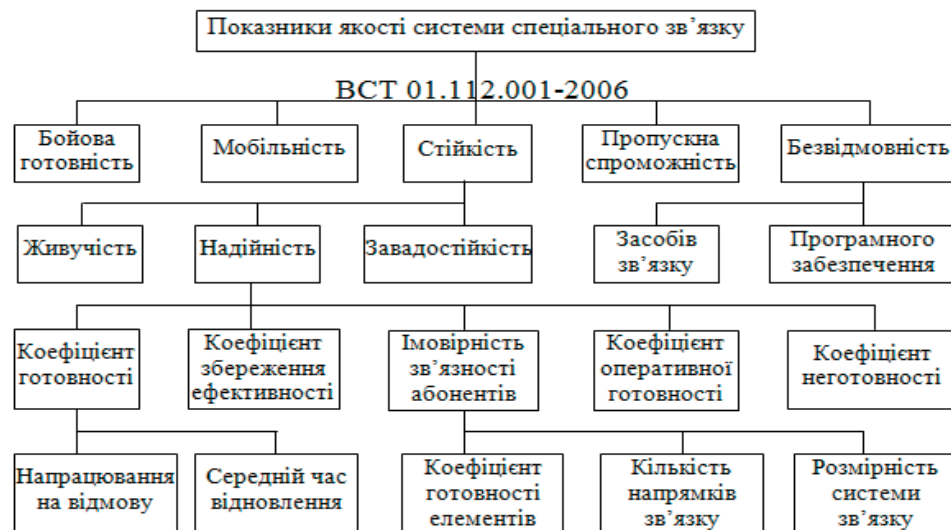 Показники якості системи спеціального зв’язку
ВСТ 01.112.001-2006
Бойова
готовність
Мобільність
Стійкість
Пропускна
спроможність
Безвідмовність
Живучість
Надійність
Завадостійкість
Засобів
зв’язку
Програмного
забезпечення
Коефіцієнт
готовності
Коефіцієнт
збереження
ефективності
Імовірність
зв’язності
абонентів
Коефіцієнт
оперативної
готовності
Коефіцієнт
неготовності
Напрацювання
на відмову
Середній час
відновлення
Коефіцієнт
готовності
елементів
Кількість
напрямків
зв’язку
Розмірність
системи
зв’язку